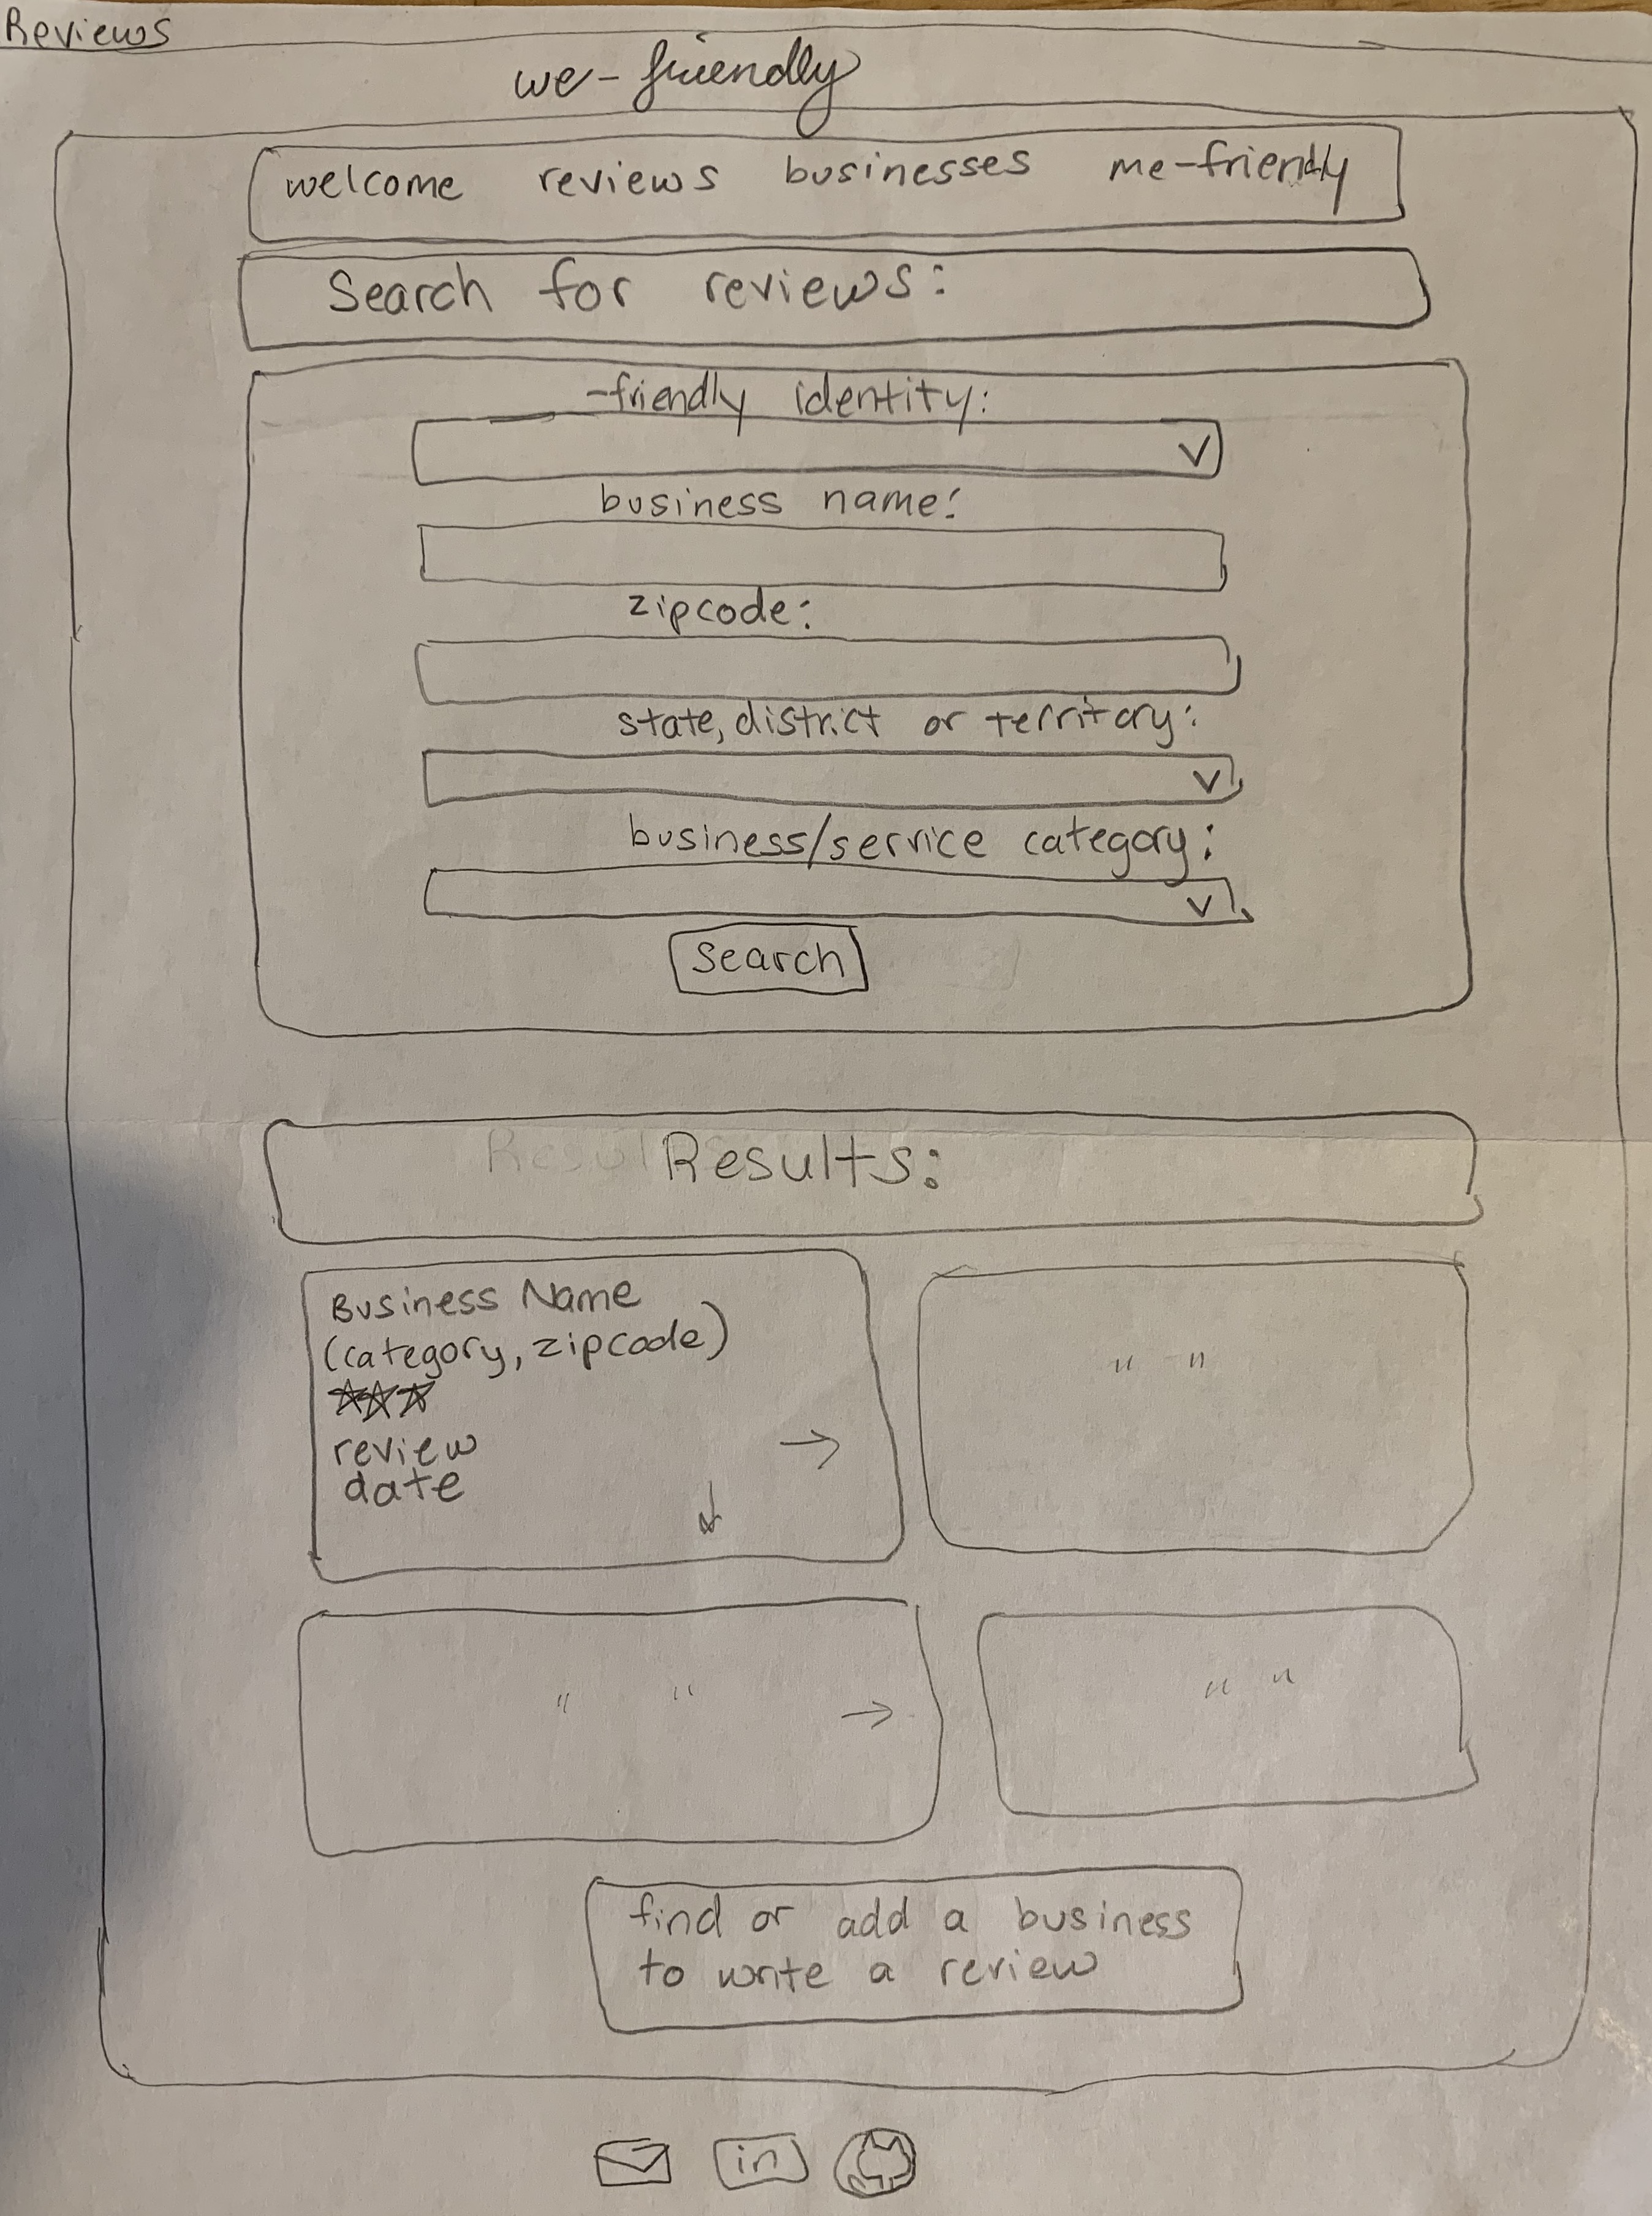 Reviews
we-friendly
welcome reviews businesses me-friendly
Search for reviews:
-friendly identity:
business name:
zipcode:
state, district or territory:
business/service category:
search
Results:
Business Name
(category, zipcode)
review
date
" "
" "
" "
find or add a business
to write a review
in